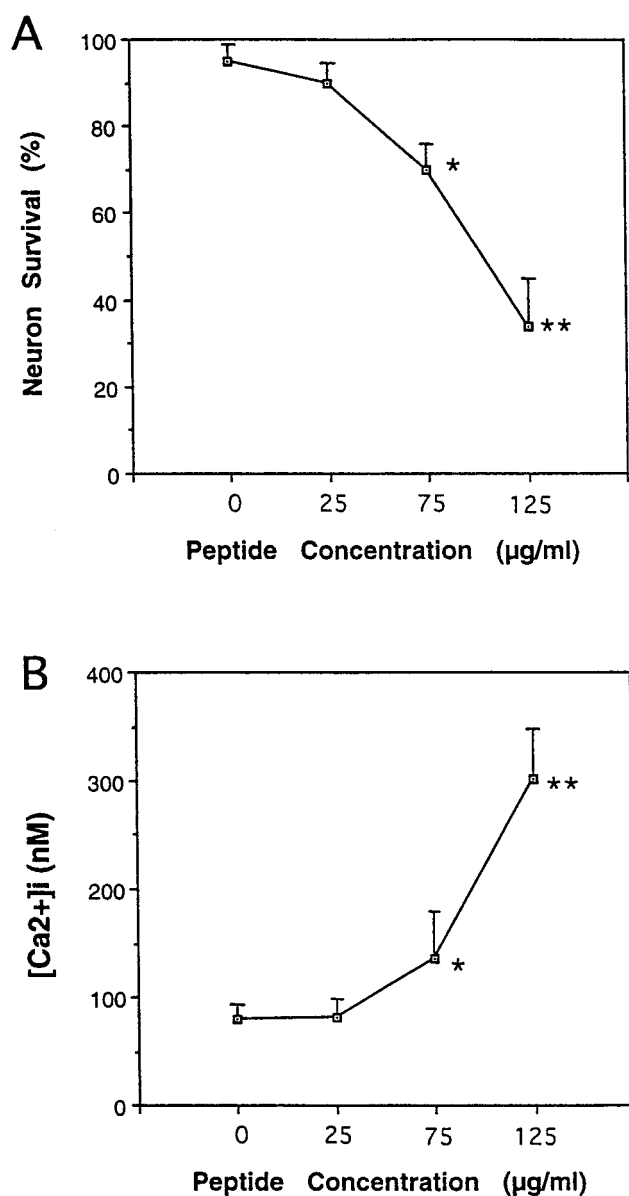 A
100
80
60
40
20
0
Neuron Survival (%)
*
**
0 25 75 125
Peptide Concentration (µg/ml)
B
400
300
200
100
0
[Ca2+]i (nM)
*
**
0 25 75 125
Peptide Concentration (µg/ml)